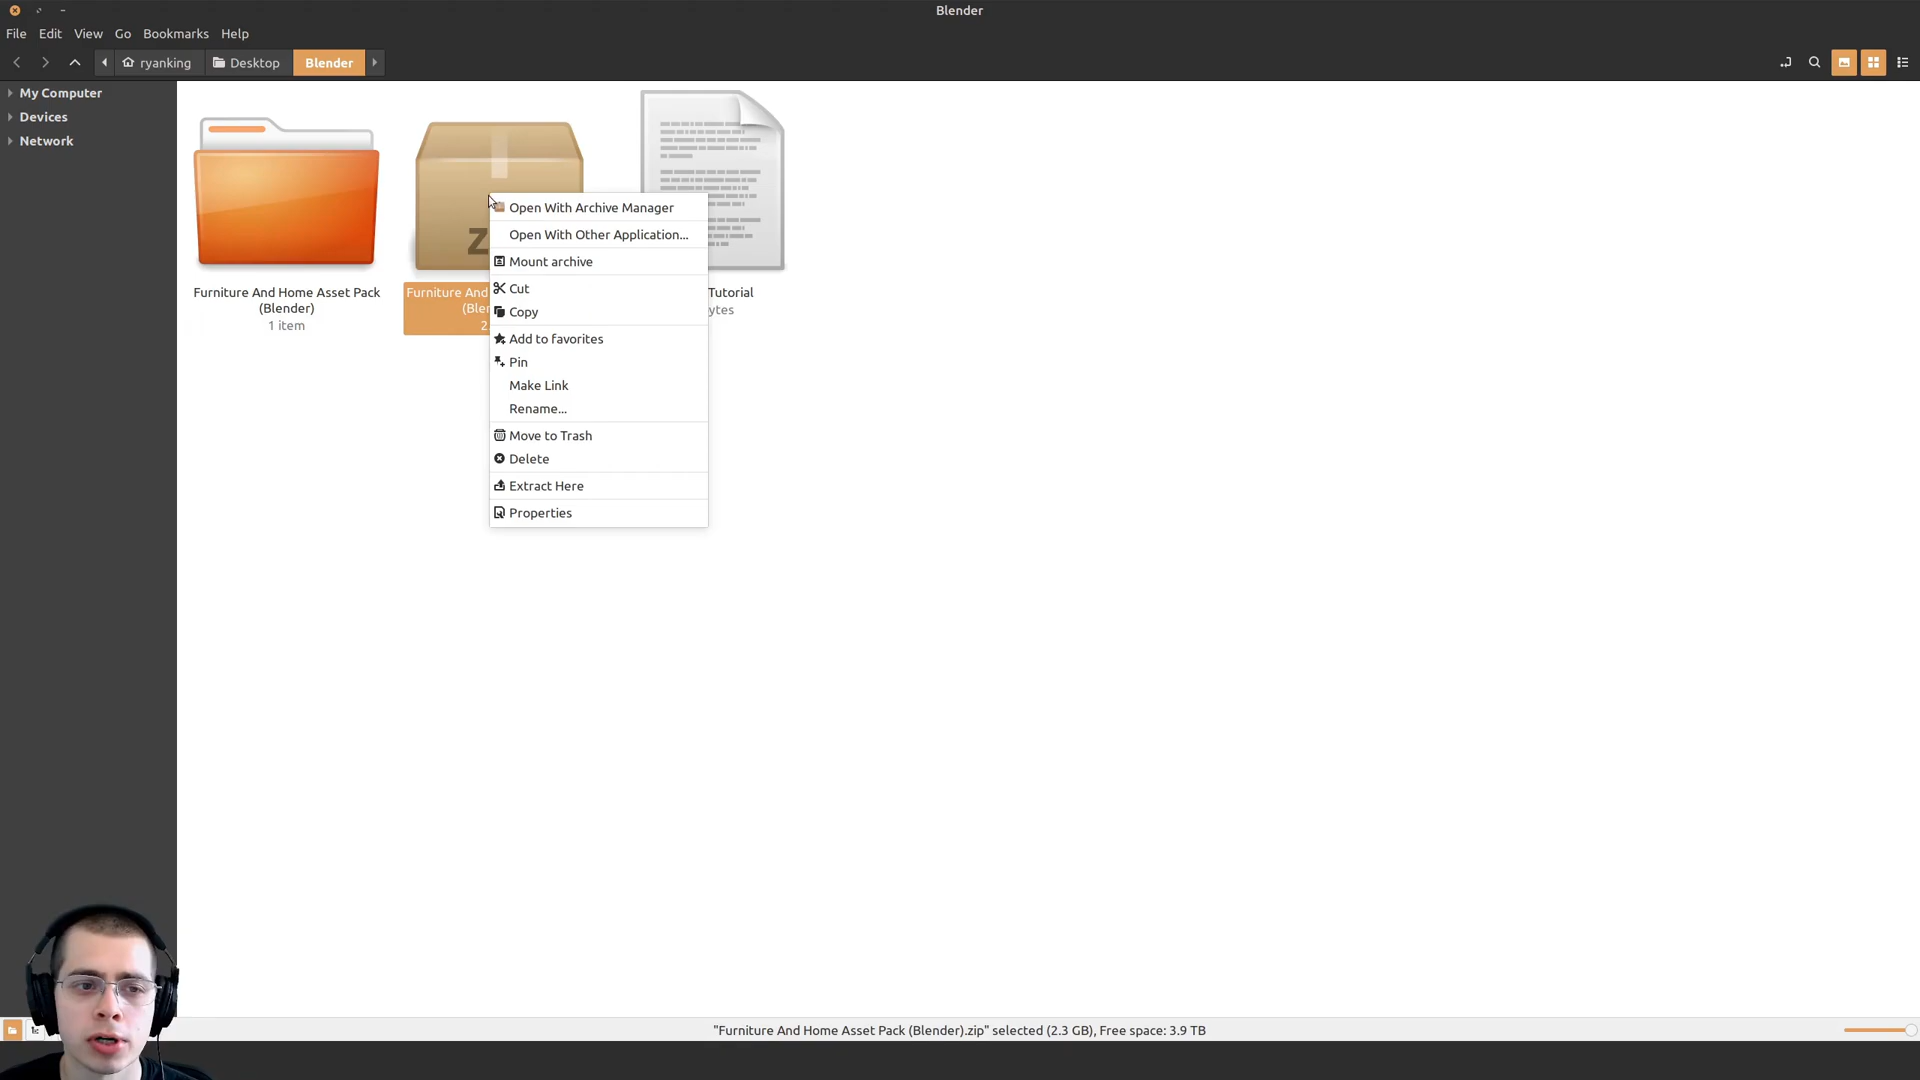 Blender
File Edit View Go Bookmarks Help
ryanking Desktop Blender
My Computer
Devices
Network
Furniture And Home Asset Pack
(Blender)
1 item
Furniture And
(Bler
2
Z
Open With Archive Manager
Open With Other Application...
Mount archive
Cut
Copy
Add to favorites
Pin
Make Link
Rename...
Move to Trash
Delete
Extract Here
Properties
Tutorial
ytes
"Furniture And Home Asset Pack (Blender).zip" selected (2.3 GB), Free space: 3.9 TB